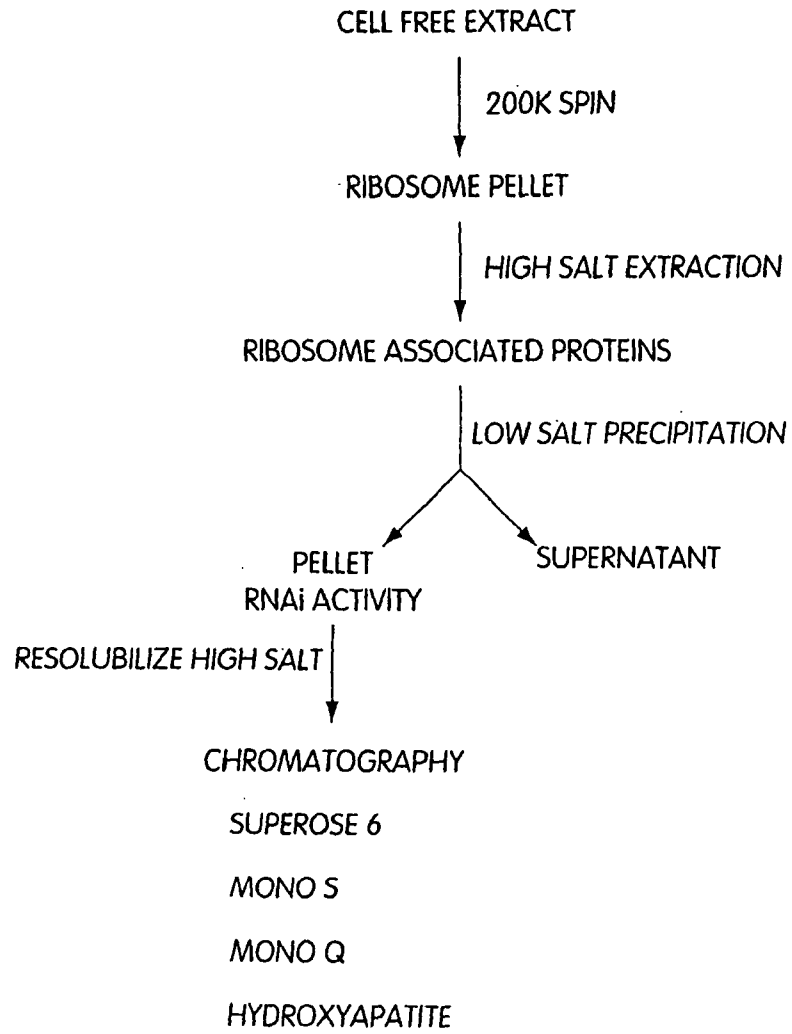 CELL FREE EXTRACT
200K SPIN
RIBOSOME PELLET
HIGH SALT EXTRACTION
RIBOSOME ASSOCIATED PROTEINS
LOW SALT PRECIPITATION
PELLET
RNAi ACTIVITY
SUPERNATANT
RESOLUBILIZE HIGH SALT
CHROMATOGRAPHY
SUPEROSE 6
MONO S
MONO Q
HYDROXYAPATITE